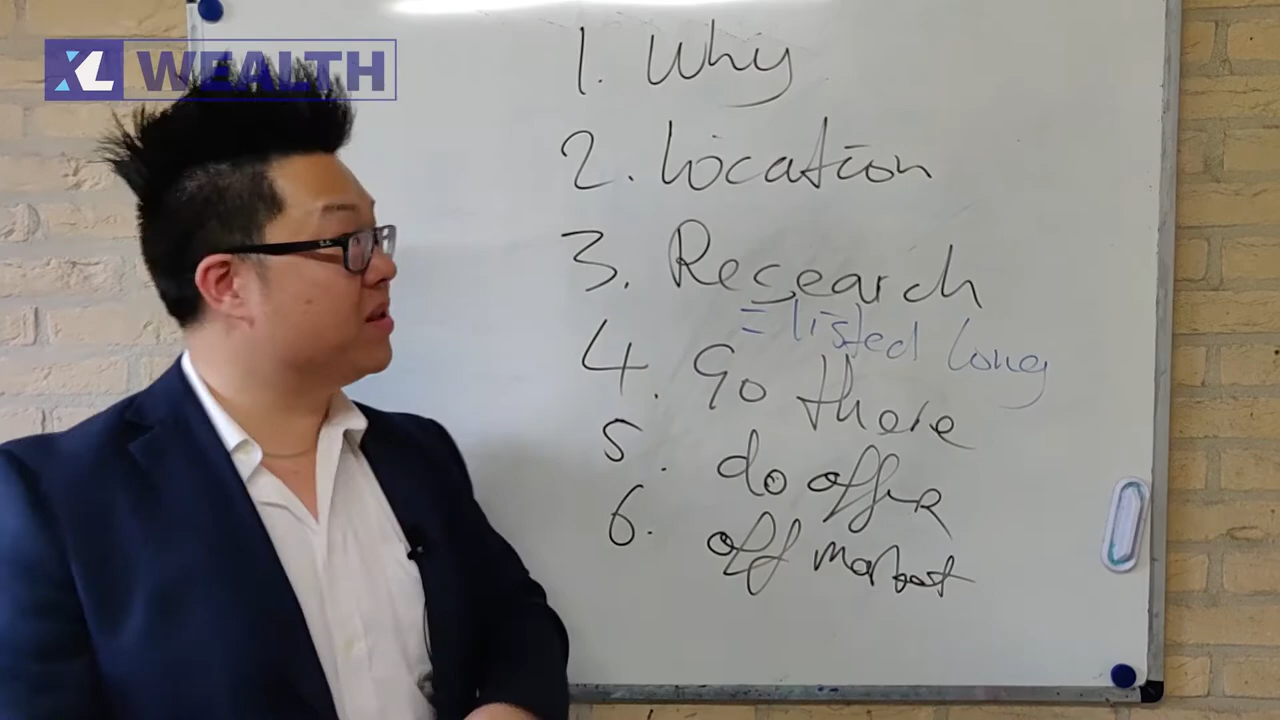 XL WEALTH
1. Why
2. Location
3. Research
= listed long
4. Go there
5. do offer
6. off market